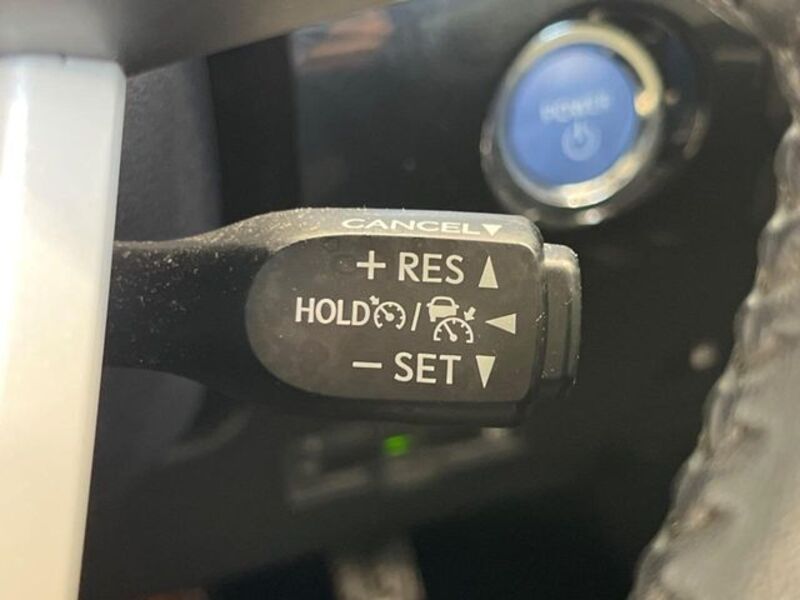 CANCEL▼
+ RES ▲
HOLD / ◀
− SET ▼
POWER